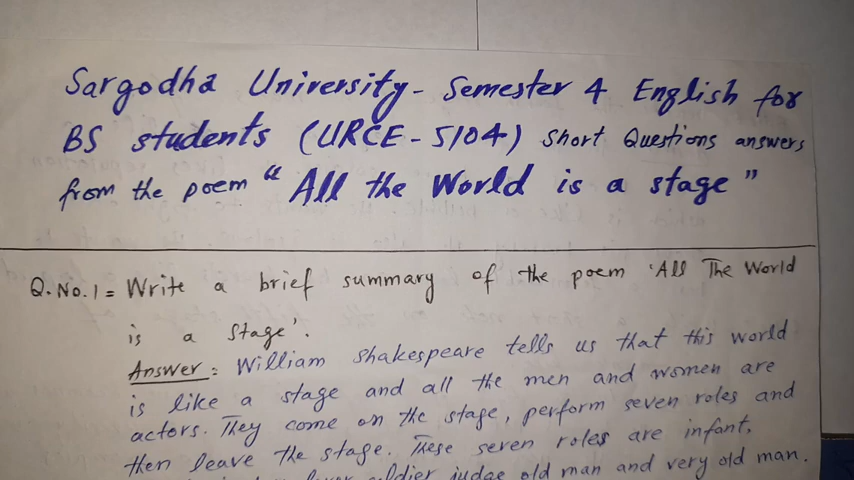 Sargodha University - Semester 4 English for
BS students (URCE-5104) Short Questions answers
from the poem "All the World is a stage"
Q.No.1 = Write a brief summary of the poem 'All The World
is a Stage'.
Answer: William Shakespeare tells us that this world
is like a stage and all the men and women are
actors. They come on the stage, perform seven roles and
then leave the stage. These seven roles are infant,
lover soldier judge old man and very old man.